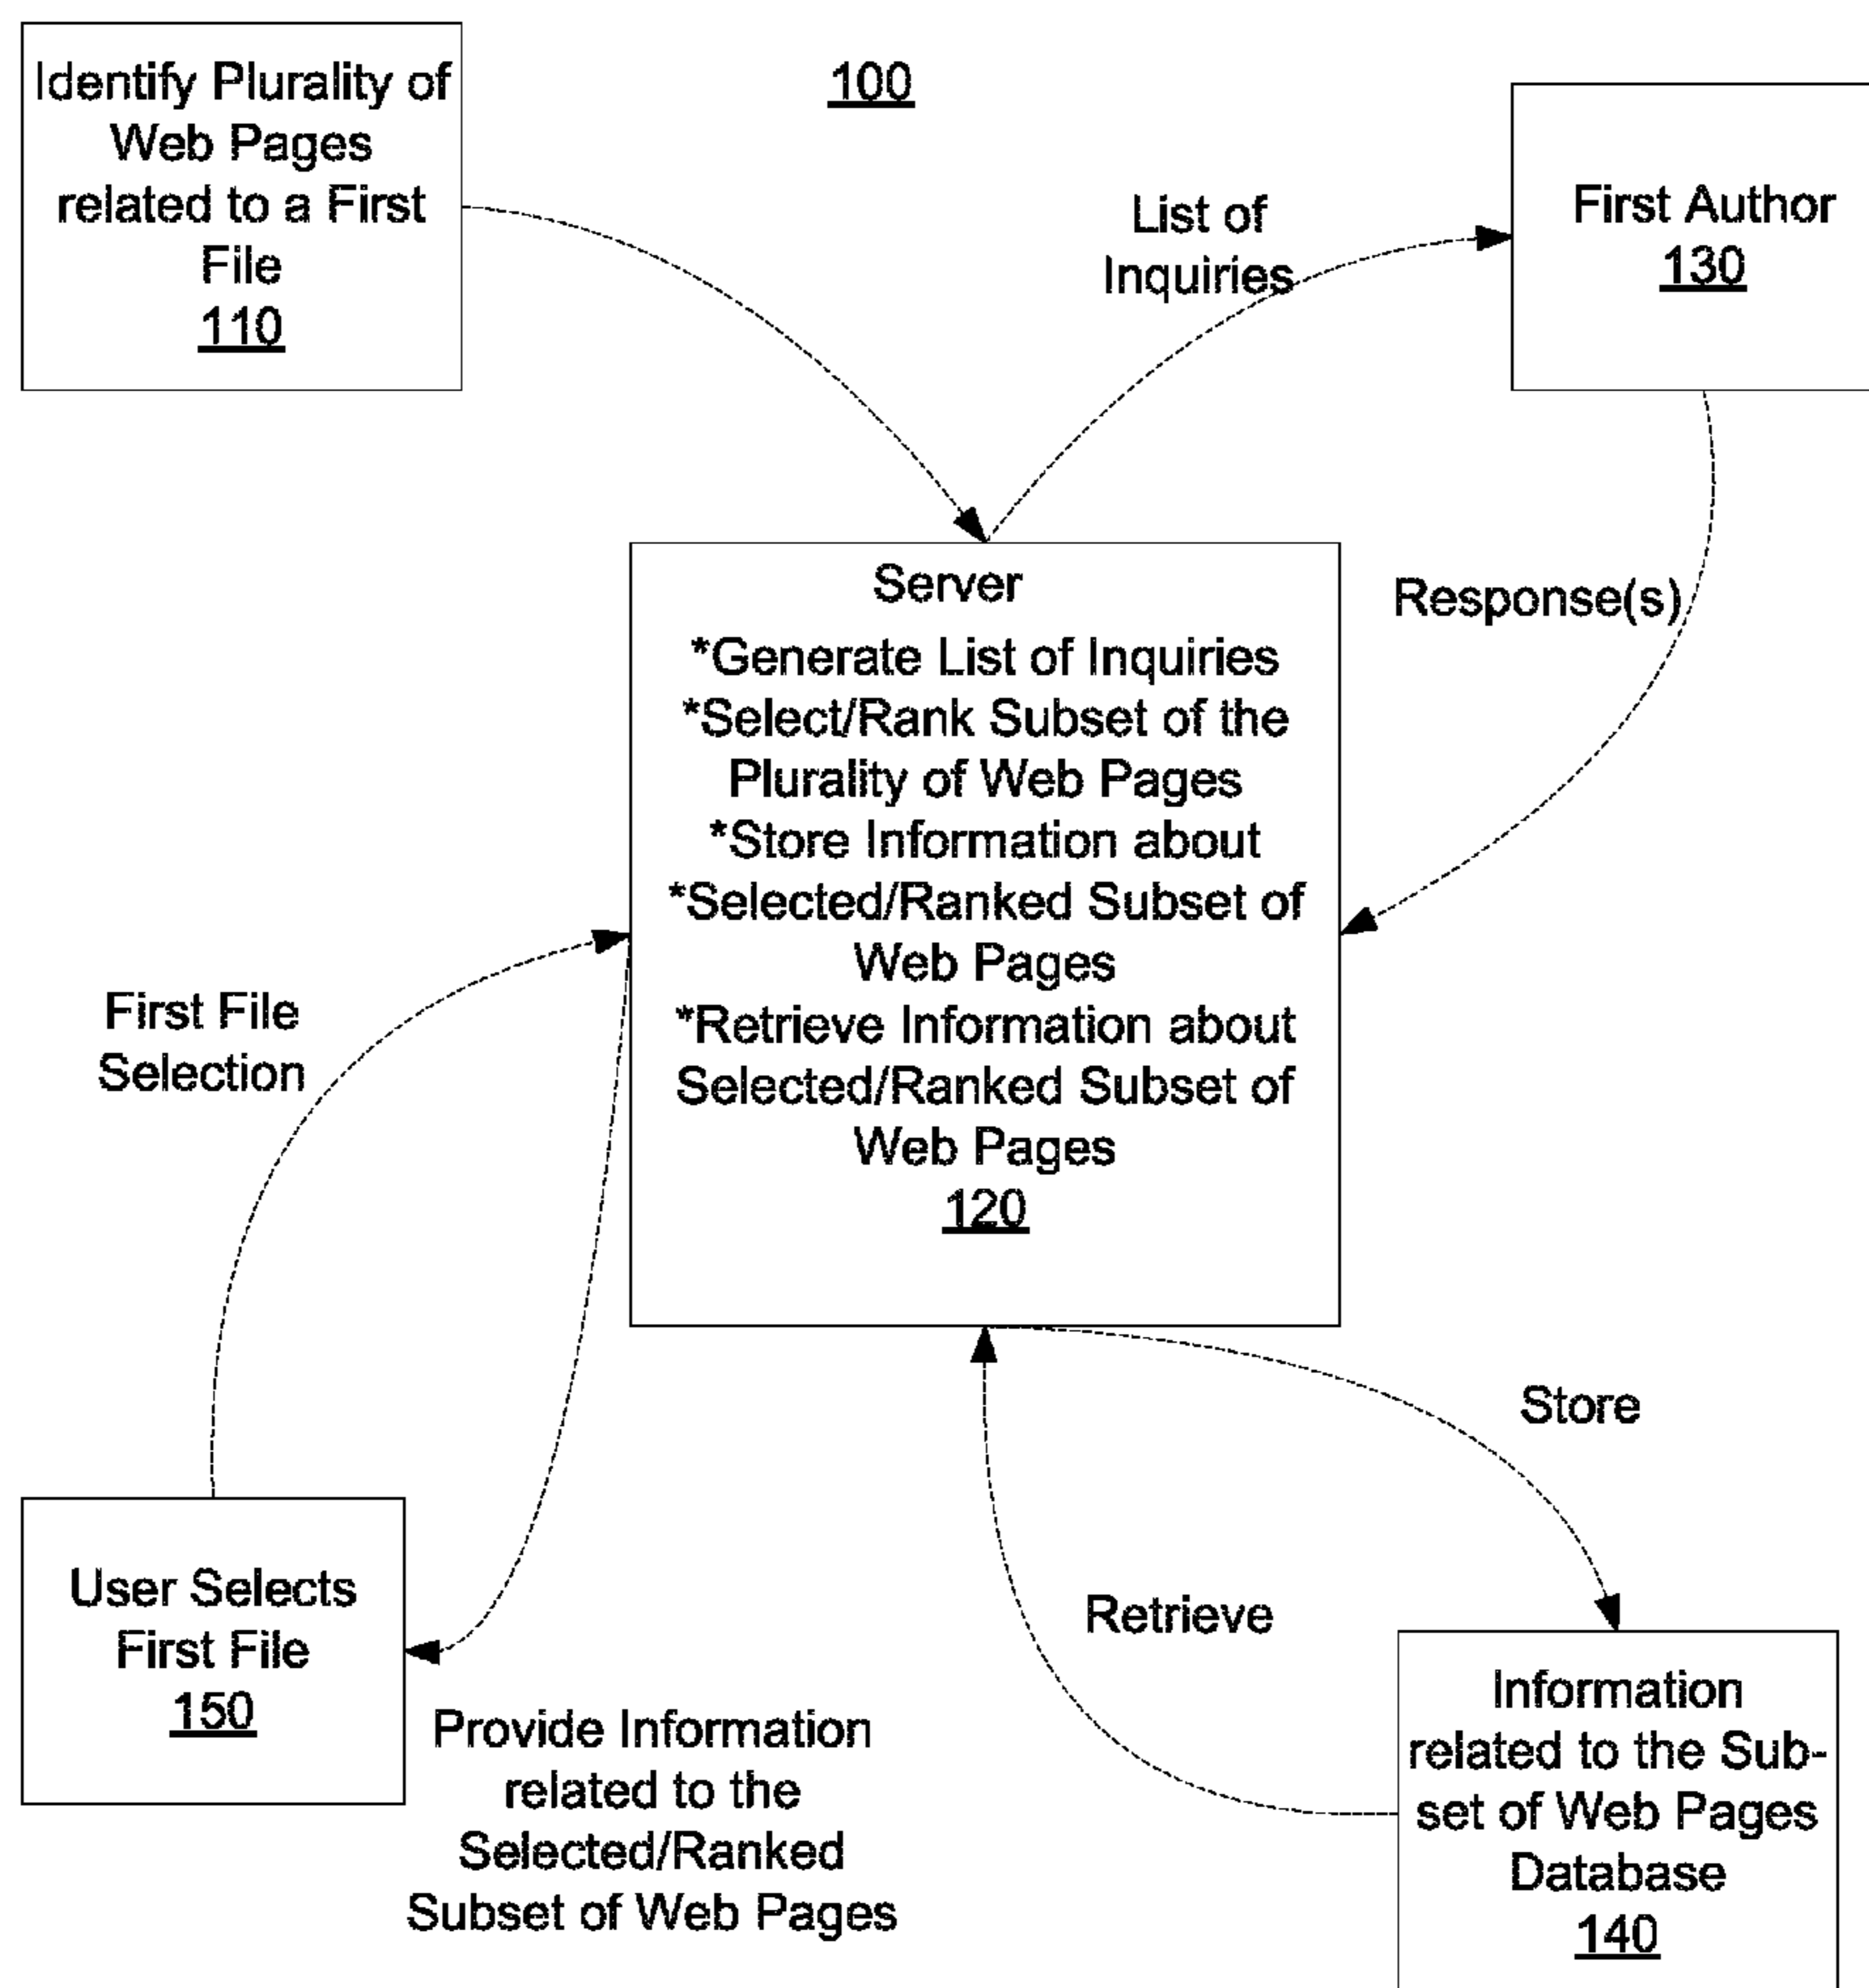 Identify Plurality of
Web Pages
related to a First
File
110
100
List of
Inquiries
First Author
130
Response(s)
Server
*Generate List of Inquiries
*Select/Rank Subset of the
Plurality of Web Pages
*Store Information about
*Selected/Ranked Subset of
Web Pages
*Retrieve Information about
Selected/Ranked Subset of
Web Pages
120
First File
Selection
User Selects
First File
150
Provide Information
related to the
Selected/Ranked
Subset of Web Pages
Store
Retrieve
Information
related to the Sub-
set of Web Pages
Database
140